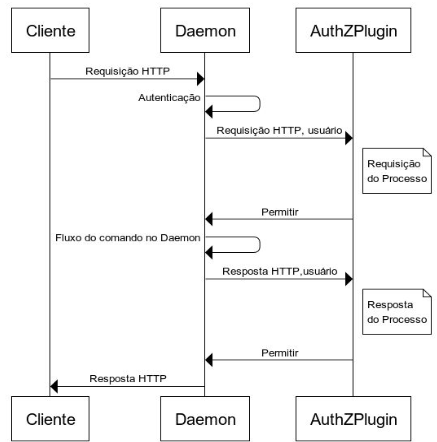 Cliente
Daemon
AuthZPlugin
Requisição HTTP
Autenticação
Requisição HTTP, usuário
Requisição
do Processo
Permitir
Fluxo do comando no Daemon
Resposta HTTP,usuário
Resposta
do Processo
Permitir
Resposta HTTP
Cliente
Daemon
AuthZPlugin